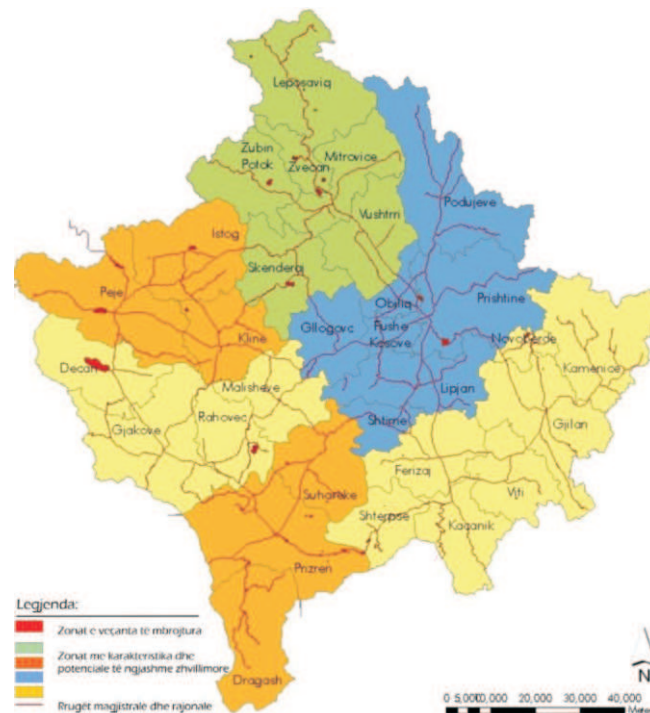 Leposaviq
Zubin
Potok
Zveçan
Mitrovice
Vushtrri
Podujeve
Istog
Skenderaj
Peje
Obiliq
Prishtine
Gllogovc
Fushe
Kosove
Novoberde
Kline
Kamenice
Decan
Malisheve
Lipjan
Rahovec
Gjilan
Gjakove
Shtime
Ferizaj
Suhareke
Viti
Shterpce
Kaçanik
Prizren
Dragash
Legjenda:
Zonat e veçanta të mbrojtura
Zonat me karakteristika dhe
potenciale të ngjashme zhvillimore
Rrugët magjistrale dhe rajonale
N
0 5,000 10,000 20,000 30,000 40,000